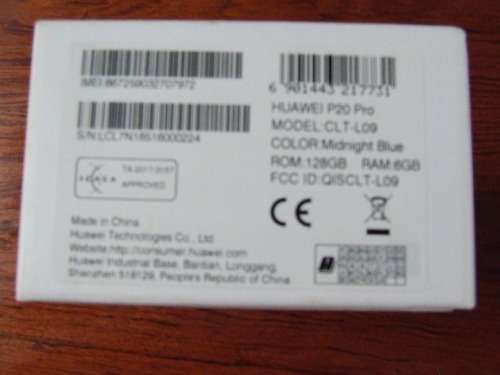 IMEI:867259032707972
6 901443 217731
HUAWEI P20 Pro
MODEL:CLT-L09
S/N:LCL7N18518000224
COLOR:Midnight Blue
ROM:128GB RAM:6GB
FCC ID:QISCLT-L09
ICASA
APPROVED
CE
Made in China
Huawei Technologies Co., Ltd.
Website:http://consumer.huawei.com
Huawei Industrial Base, Bantian, Longgang,
Shenzhen 518129, People's Republic of China